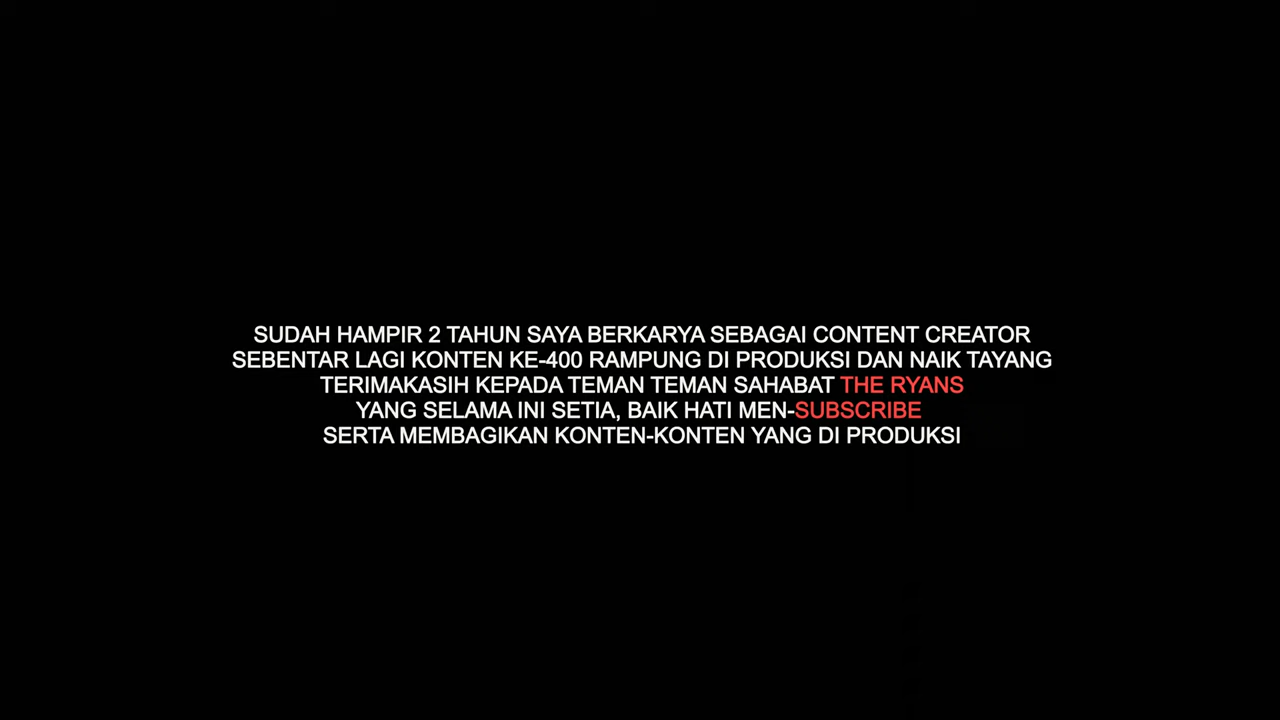 SUDAH HAMPIR 2 TAHUN SAYA BERKARYA SEBAGAI CONTENT CREATOR
SEBENTAR LAGI KONTEN KE-400 RAMPUNG DI PRODUKSI DAN NAIK TAYANG
TERIMAKASIH KEPADA TEMAN TEMAN SAHABAT THE RYANS
YANG SELAMA INI SETIA, BAIK HATI MEN-SUBSCRIBE
SERTA MEMBAGIKAN KONTEN-KONTEN YANG DI PRODUKSI